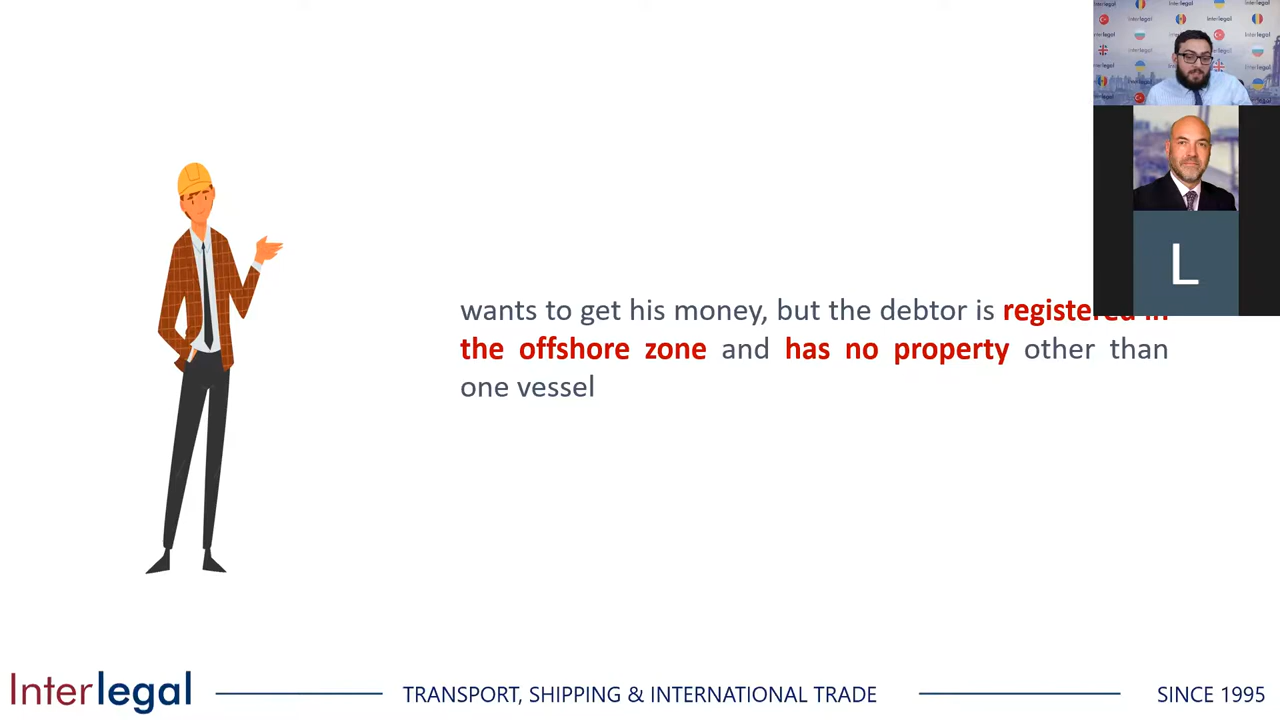 Interlegal
L
wants to get his money, but the debtor is registered in
the offshore zone and has no property other than
one vessel
Interlegal
TRANSPORT, SHIPPING & INTERNATIONAL TRADE
SINCE 1995